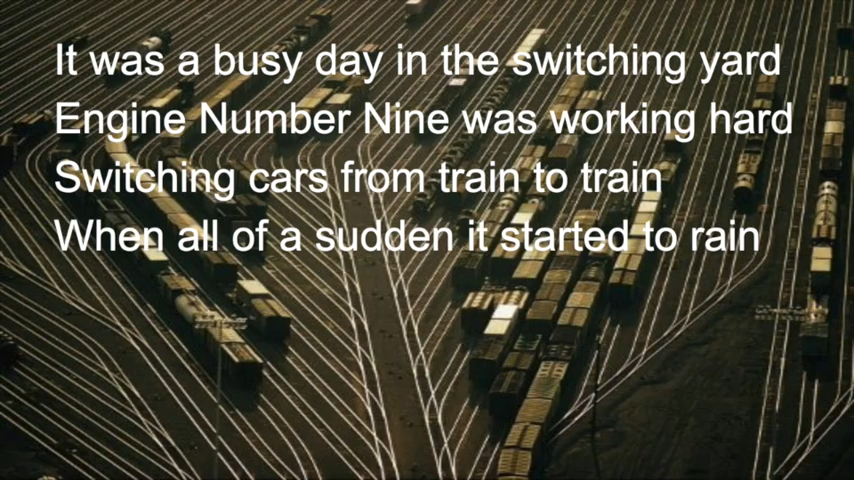 It was a busy day in the switching yard
Engine Number Nine was working hard
Switching cars from train to train
When all of a sudden it started to rain